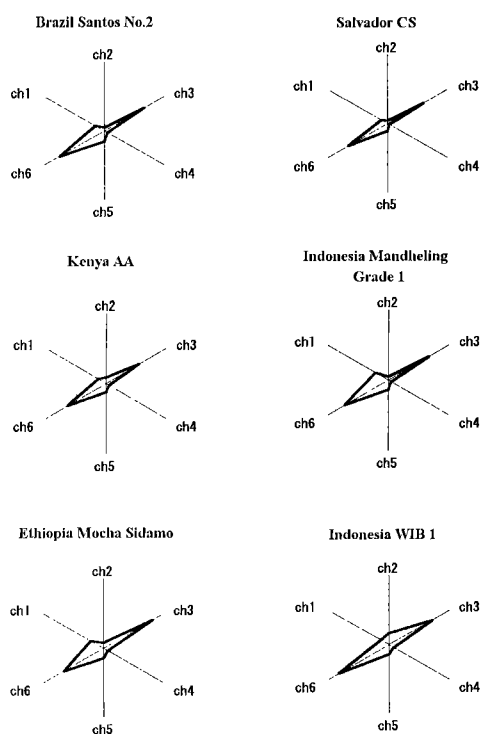 Brazil Santos No.2
ch2
ch1
ch3
ch6
ch4
ch5
Salvador CS
ch2
ch1
ch3
ch6
ch4
ch5
Kenya AA
ch2
ch1
ch3
ch6
ch4
ch5
Indonesia Mandheling
Grade 1
ch2
ch1
ch3
ch6
ch4
ch5
Ethiopia Mocha Sidamo
ch2
ch1
ch3
ch6
ch4
ch5
Indonesia WIB 1
ch2
ch1
ch3
ch6
ch4
ch5